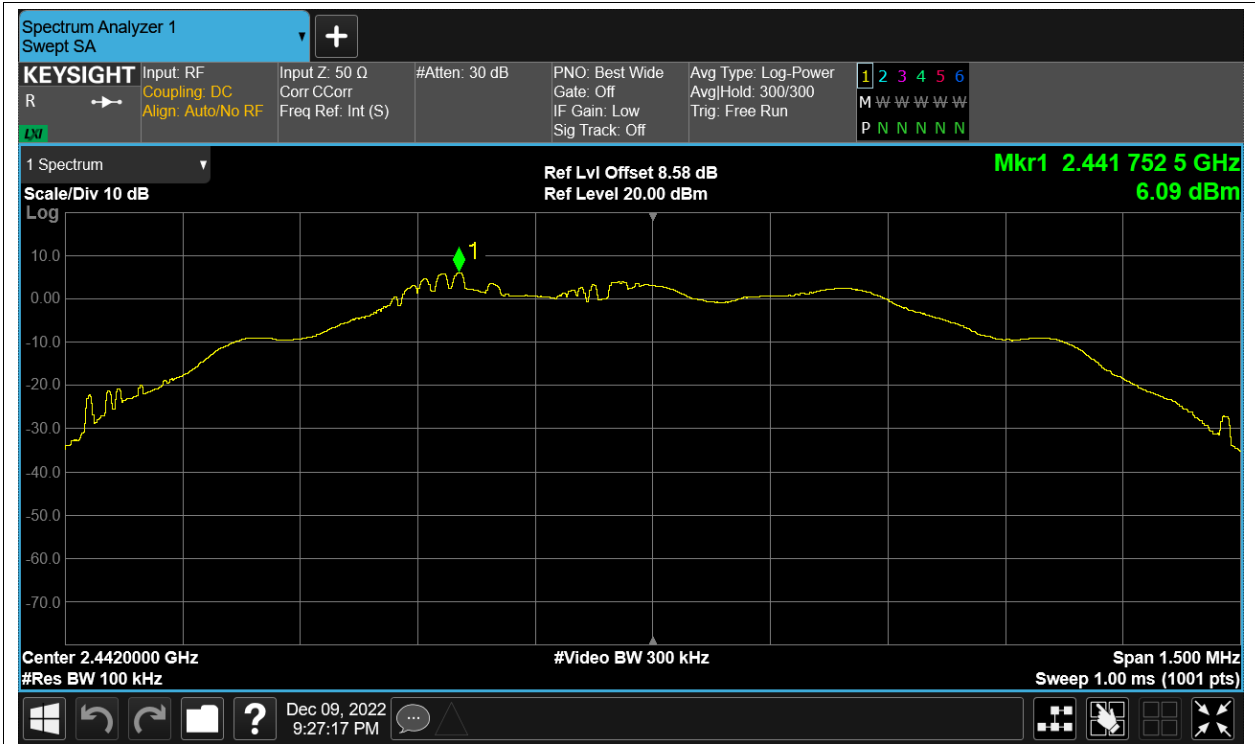 Spectrum Analyzer 1
Swept SA
KEYSIGHT
R
LXI
Input: RF
Coupling: DC
Align: Auto/No RF
Input Z: 50 Ω
Corr CCorr
Freq Ref: Int (S)
#Atten: 30 dB
PNO: Best Wide
Gate: Off
IF Gain: Low
Sig Track: Off
Avg Type: Log-Power
Avg|Hold: 300/300
Trig: Free Run
1 2 3 4 5 6
M W W W W W
P N N N N N
1 Spectrum
Scale/Div 10 dB
Log
Ref Lvl Offset 8.58 dB
Ref Level 20.00 dBm
Mkr1 2.441 752 5 GHz
6.09 dBm
1
10.0
0.00
-10.0
-20.0
-30.0
-40.0
-50.0
-60.0
-70.0
Center 2.4420000 GHz
#Video BW 300 kHz
Span 1.500 MHz
#Res BW 100 kHz
Sweep 1.00 ms (1001 pts)
?
Dec 09, 2022
9:27:17 PM